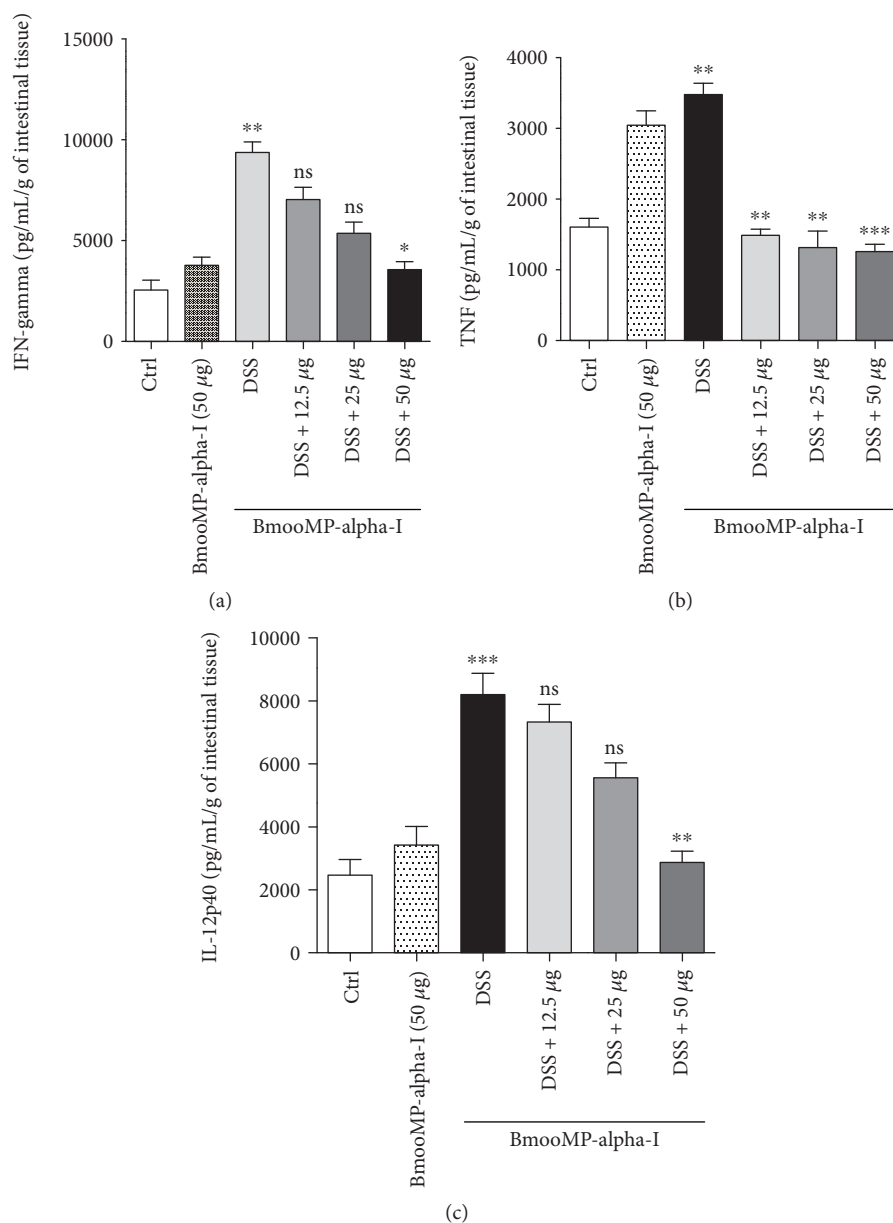 IFN-gamma (pg/mL/g of intestinal tissue)
15000
10000
5000
0
**
ns
ns
*
Ctrl
BmooMP-alpha-I (50 μg)
DSS
DSS + 12.5 μg
DSS + 25 μg
DSS + 50 μg
BmooMP-alpha-I
(a)
TNF (pg/mL/g of intestinal tissue)
4000
3000
2000
1000
0
**
**
**
***
Ctrl
BmooMP-alpha-I (50 μg)
DSS
DSS + 12.5 μg
DSS + 25 μg
DSS + 50 μg
BmooMP-alpha-I
(b)
IL-12p40 (pg/mL/g of intestinal tissue)
10000
8000
6000
4000
2000
0
***
ns
ns
**
Ctrl
BmooMP-alpha-I (50 μg)
DSS
DSS + 12.5 μg
DSS + 25 μg
DSS + 50 μg
BmooMP-alpha-I
(c)